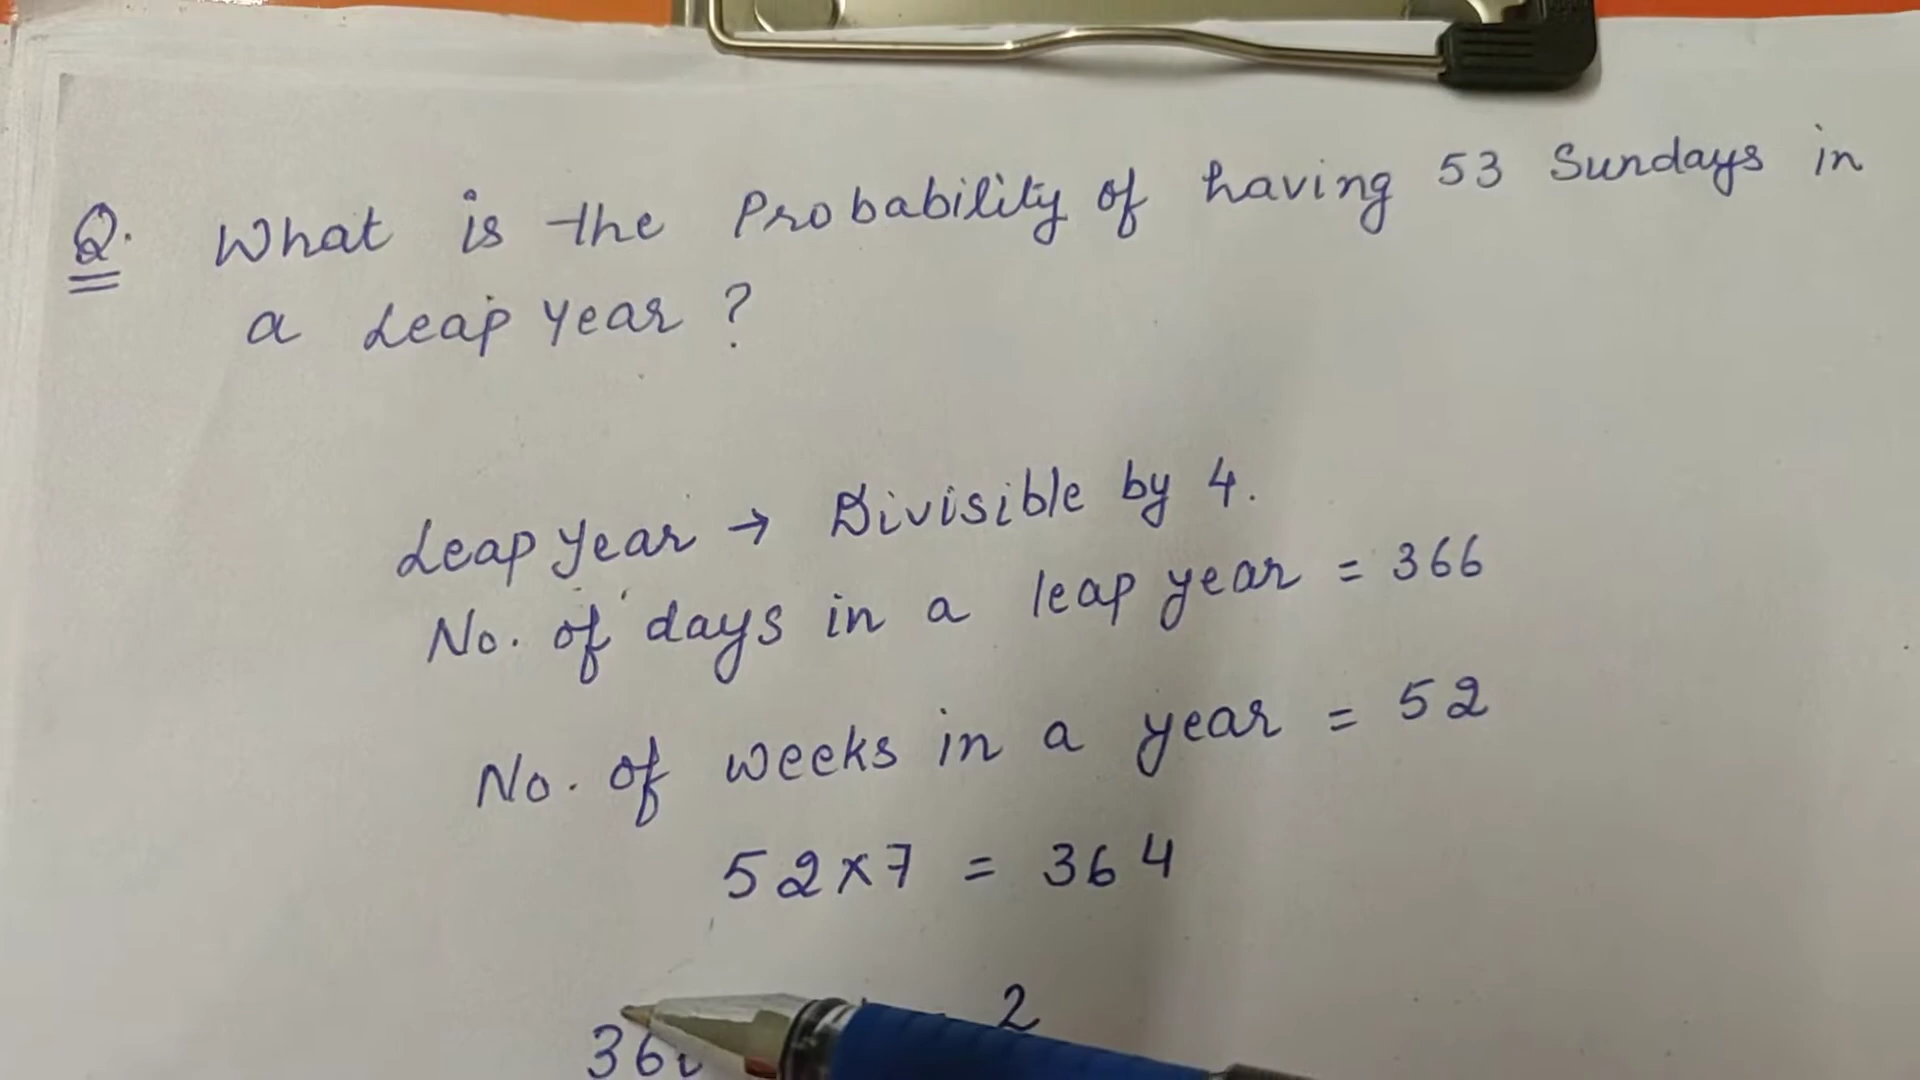 Q. What is the Probability of having 53 Sundays in
a Leap Year ?
Leap Year → Divisible by 4.
No. of days in a leap year = 366
No. of weeks in a year = 52
52×7 = 364
2